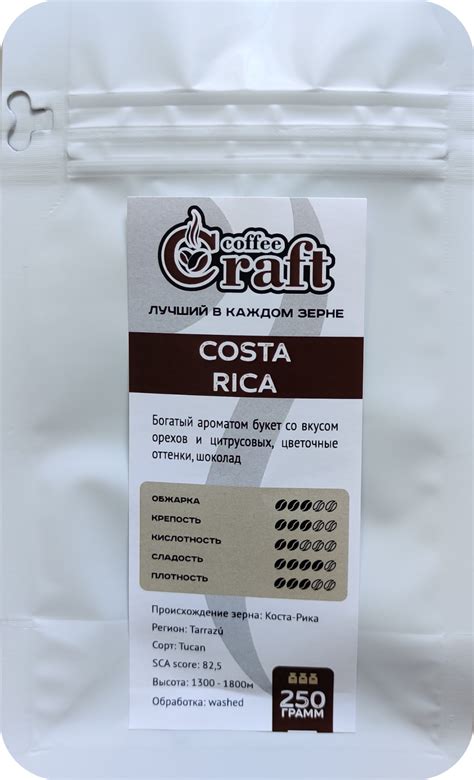 coffee
Craft
ЛУЧШИЙ В КАЖДОМ ЗЕРНЕ
COSTA
RICA
Богатый ароматом букет со вкусом
орехов и цитрусовых, цветочные
оттенки, шоколад
ОБЖАРКА
КРЕПОСТЬ
КИСЛОТНОСТЬ
СЛАДОСТЬ
ПЛОТНОСТЬ
Происхождение зерна: Коста-Рика
Регион: Tarrazú
Сорт: Tucan
SCA score: 82,5
Высота: 1300 - 1800м
Обработка: washed
250
ГРАММ